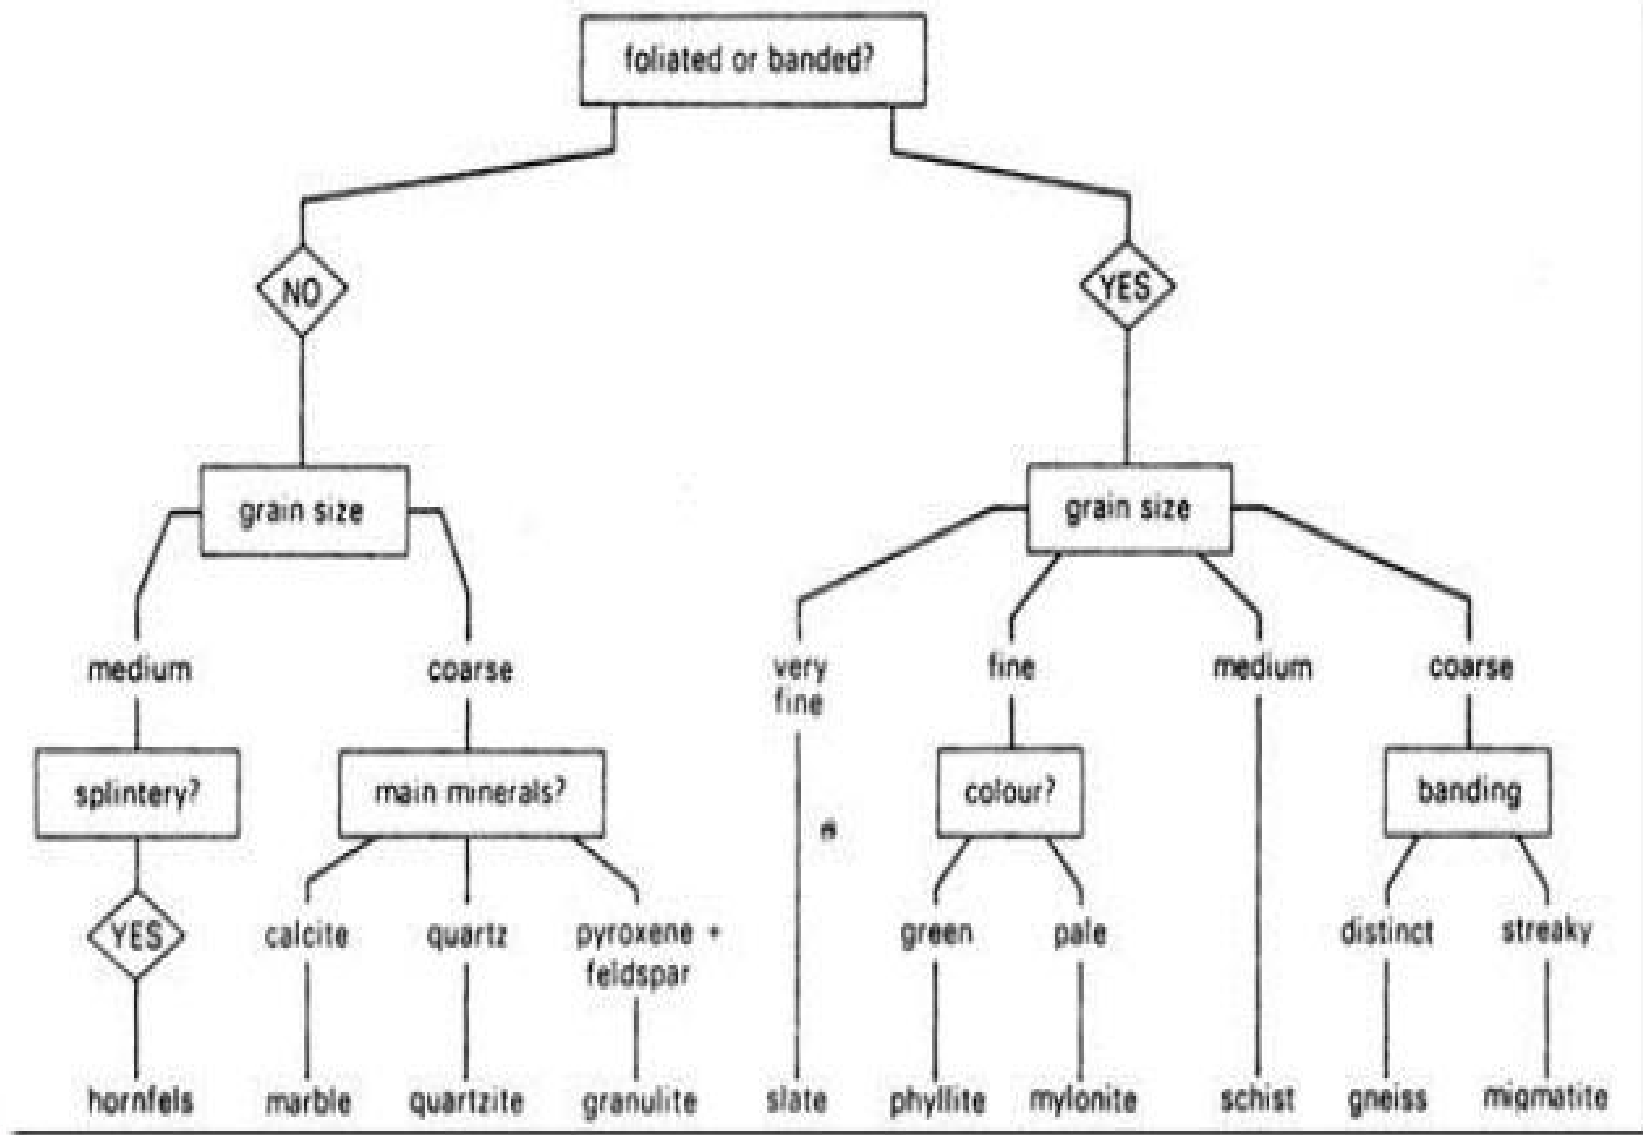 foliated or banded?
NO
YES
grain size
grain size
medium
coarse
very
fine
fine
medium
coarse
splintery?
main minerals?
colour?
banding
YES
calcite
quartz
pyroxene +
feldspar
green
pale
distinct
streaky
hornfels
marble
quartzite
granulite
slate
phyllite
mylonite
schist
gneiss
migmatite